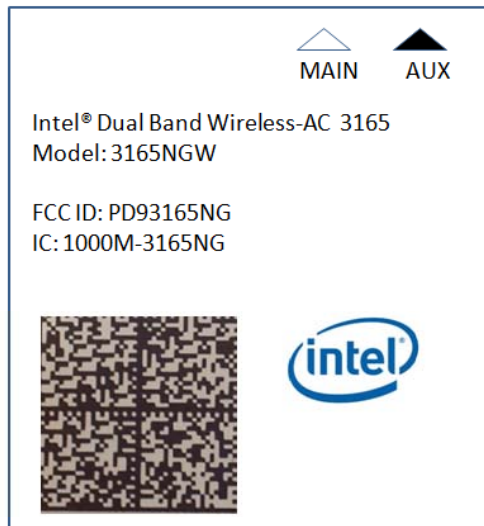 MAIN AUX
Intel® Dual Band Wireless-AC 3165
Model: 3165NGW
FCC ID: PD93165NG
IC: 1000M-3165NG
intel®